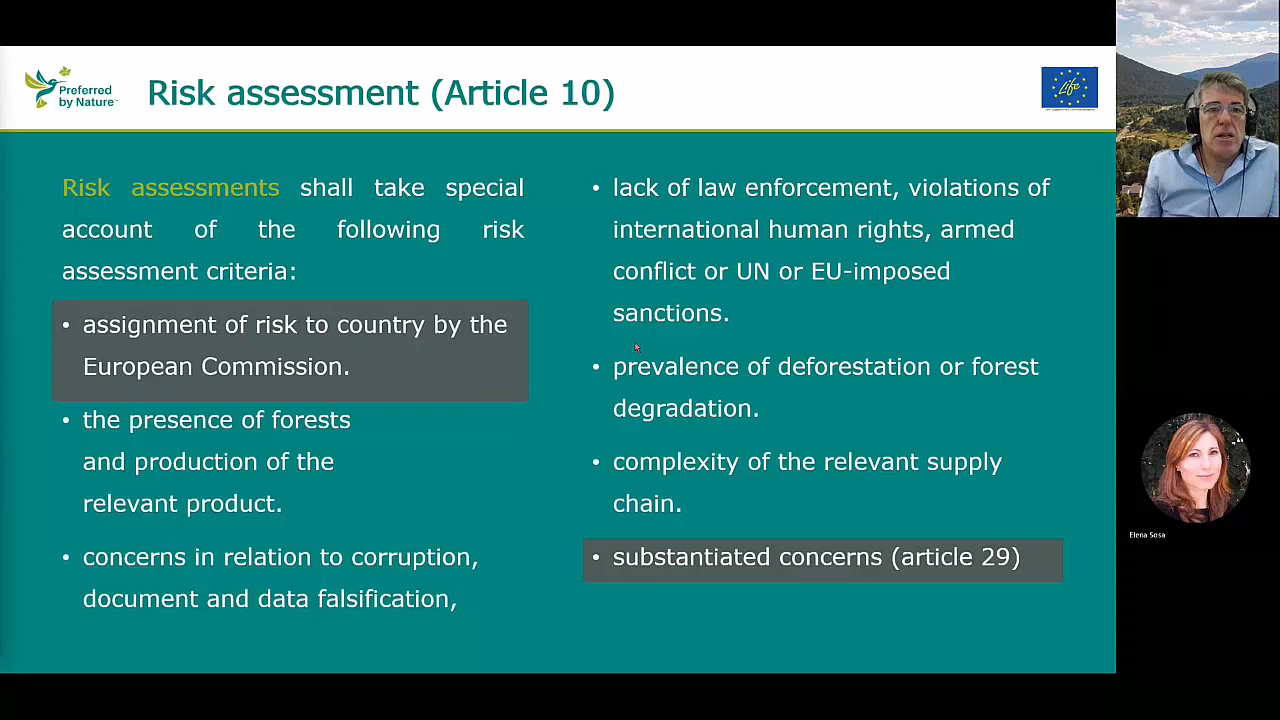 Preferred
by Nature™
Risk assessment (Article 10)
Life
Risk assessments shall take special
account of the following risk
assessment criteria:
• assignment of risk to country by the
European Commission.
• the presence of forests
and production of the
relevant product.
• concerns in relation to corruption,
document and data falsification,
• lack of law enforcement, violations of
international human rights, armed
conflict or UN or EU-imposed
sanctions.
• prevalence of deforestation or forest
degradation.
• complexity of the relevant supply
chain.
• substantiated concerns (article 29)
Elena Sosa